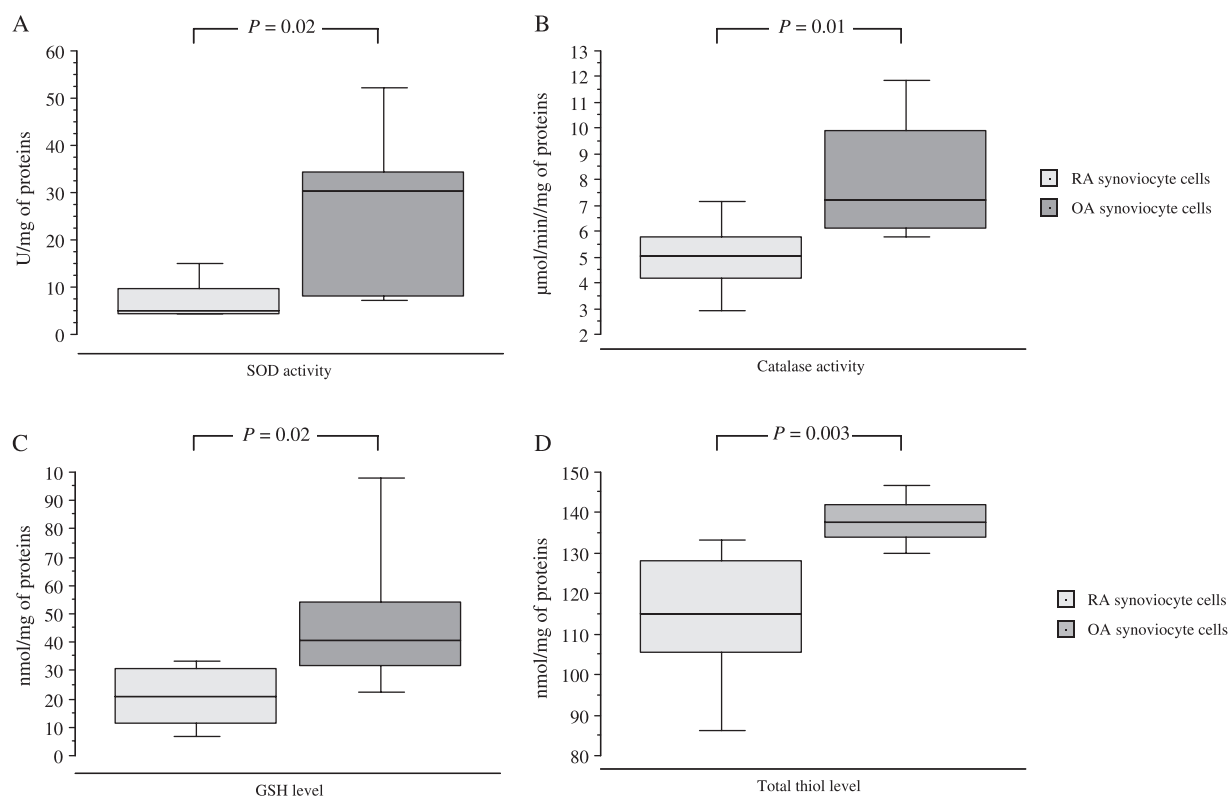 A
P = 0.02
60
50
40
30
20
10
0
U/mg of proteins
SOD activity
B
P = 0.01
13
12
11
10
9
8
7
6
5
4
3
2
µmol/min//mg of proteins
Catalase activity
RA synoviocyte cells
OA synoviocyte cells
C
P = 0.02
10
90
80
70
60
50
40
30
20
10
0
nmol/mg of proteins
GSH level
D
P = 0.003
150
140
130
120
110
100
90
80
nmol/mg of proteins
Total thiol level
RA synoviocyte cells
OA synoviocyte cells